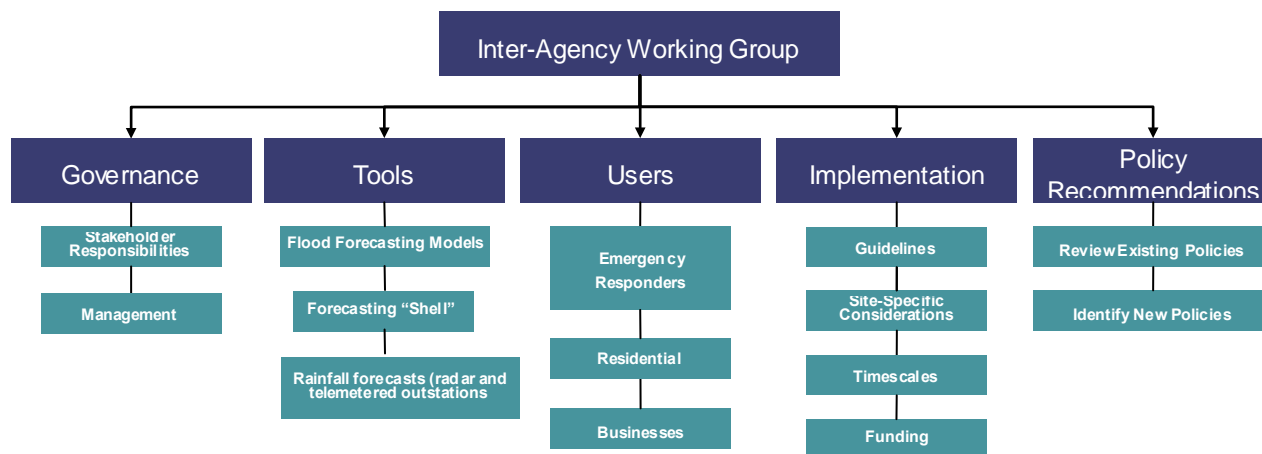 Inter-Agency Working Group
Governance
Stakeholder
Responsibilities
Management
Tools
Flood Forecasting Models
Forecasting “Shell”
Rainfall forecasts (radar and
telemetered outstations
Users
Emergency
Responders
Residential
Businesses
Implementation
Guidelines
Site-Specific
Considerations
Timescales
Funding
Policy
Recommendations
Review Existing Policies
Identify New Policies